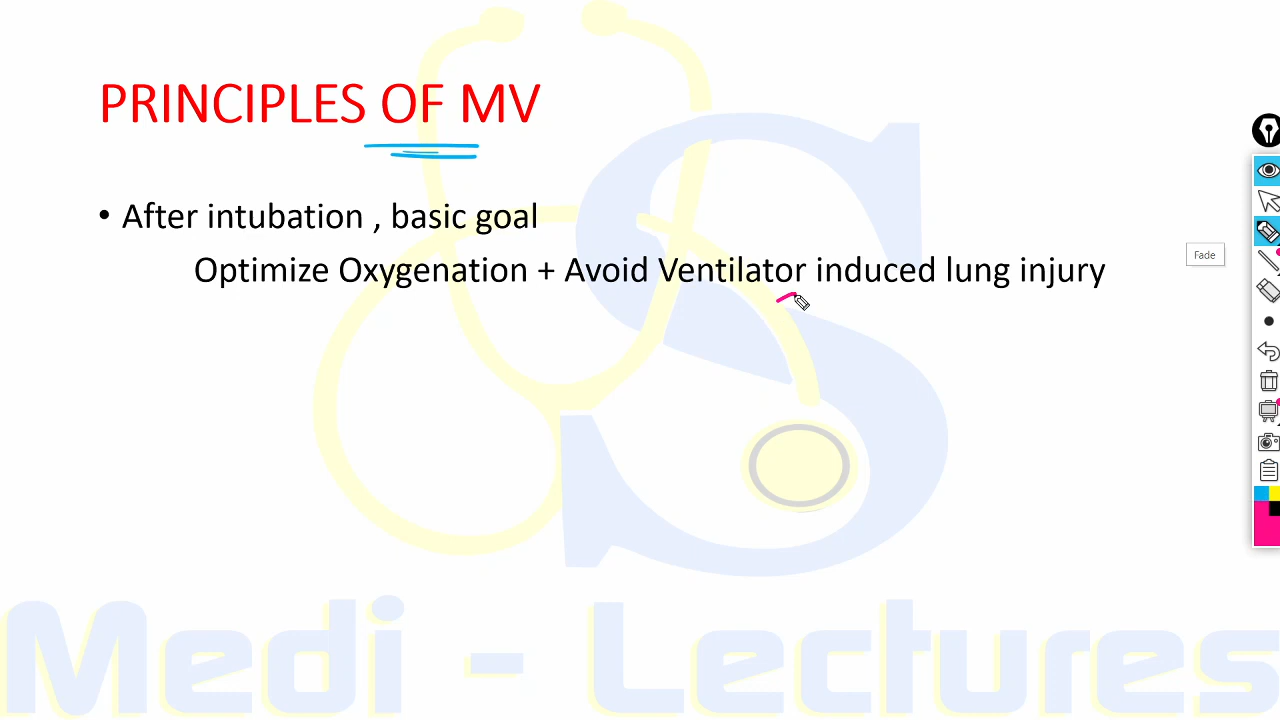 PRINCIPLES OF MV
• After intubation , basic goal
Optimize Oxygenation + Avoid Ventilator induced lung injury
Fade
Medi - Lectures